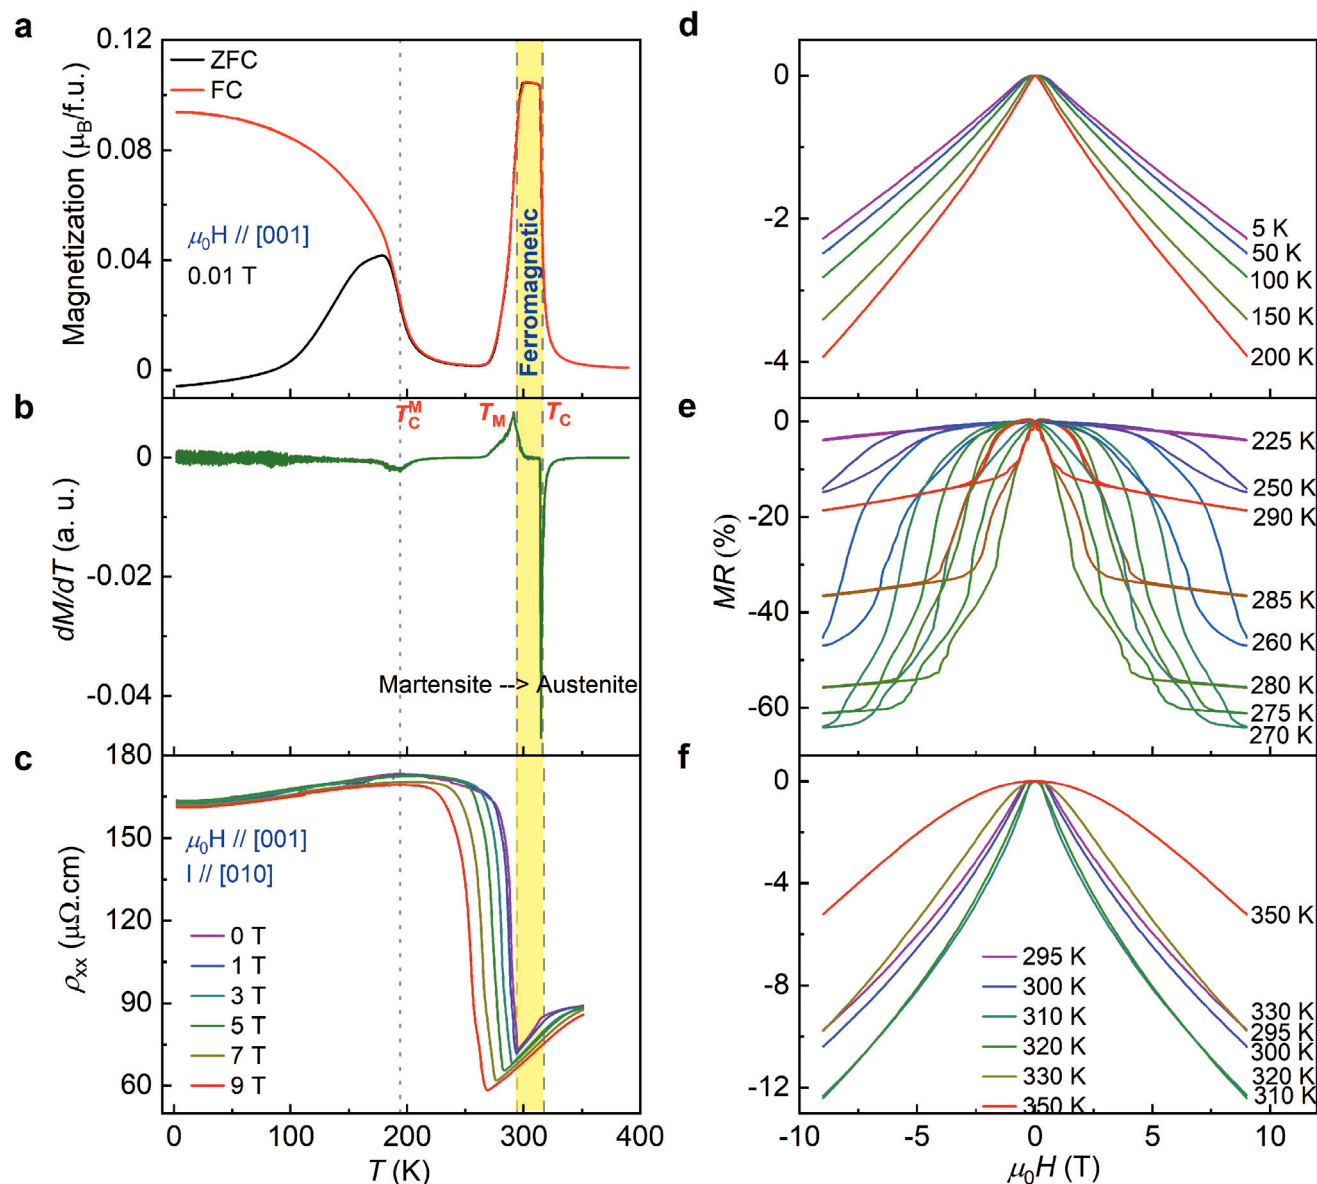 a
0.12
0.08
0.04
0
Magnetization (μB/f.u.)
ZFC
FC
μ0H // [001]
0.01 T
Ferromagnetic
b
0
-0.02
-0.04
dM/dT (a. u.)
T_C^M
T_M
T_C
Martensite --> Austenite
c
180
150
120
90
60
ρxx (μΩ.cm)
μ0H // [001]
I // [010]
0 T
1 T
3 T
5 T
7 T
9 T
0 100 200 300 400
T (K)
d
0
-2
-4
5 K
50 K
100 K
150 K
200 K
e
0
-20
-40
-60
MR (%)
225 K
250 K
290 K
285 K
260 K
280 K
275 K
270 K
f
0
-4
-8
-12
350 K
295 K
300 K
310 K
320 K
330 K
350 K
330 K
295 K
300 K
320 K
310 K
-10 -5 0 5 10
μ0H (T)